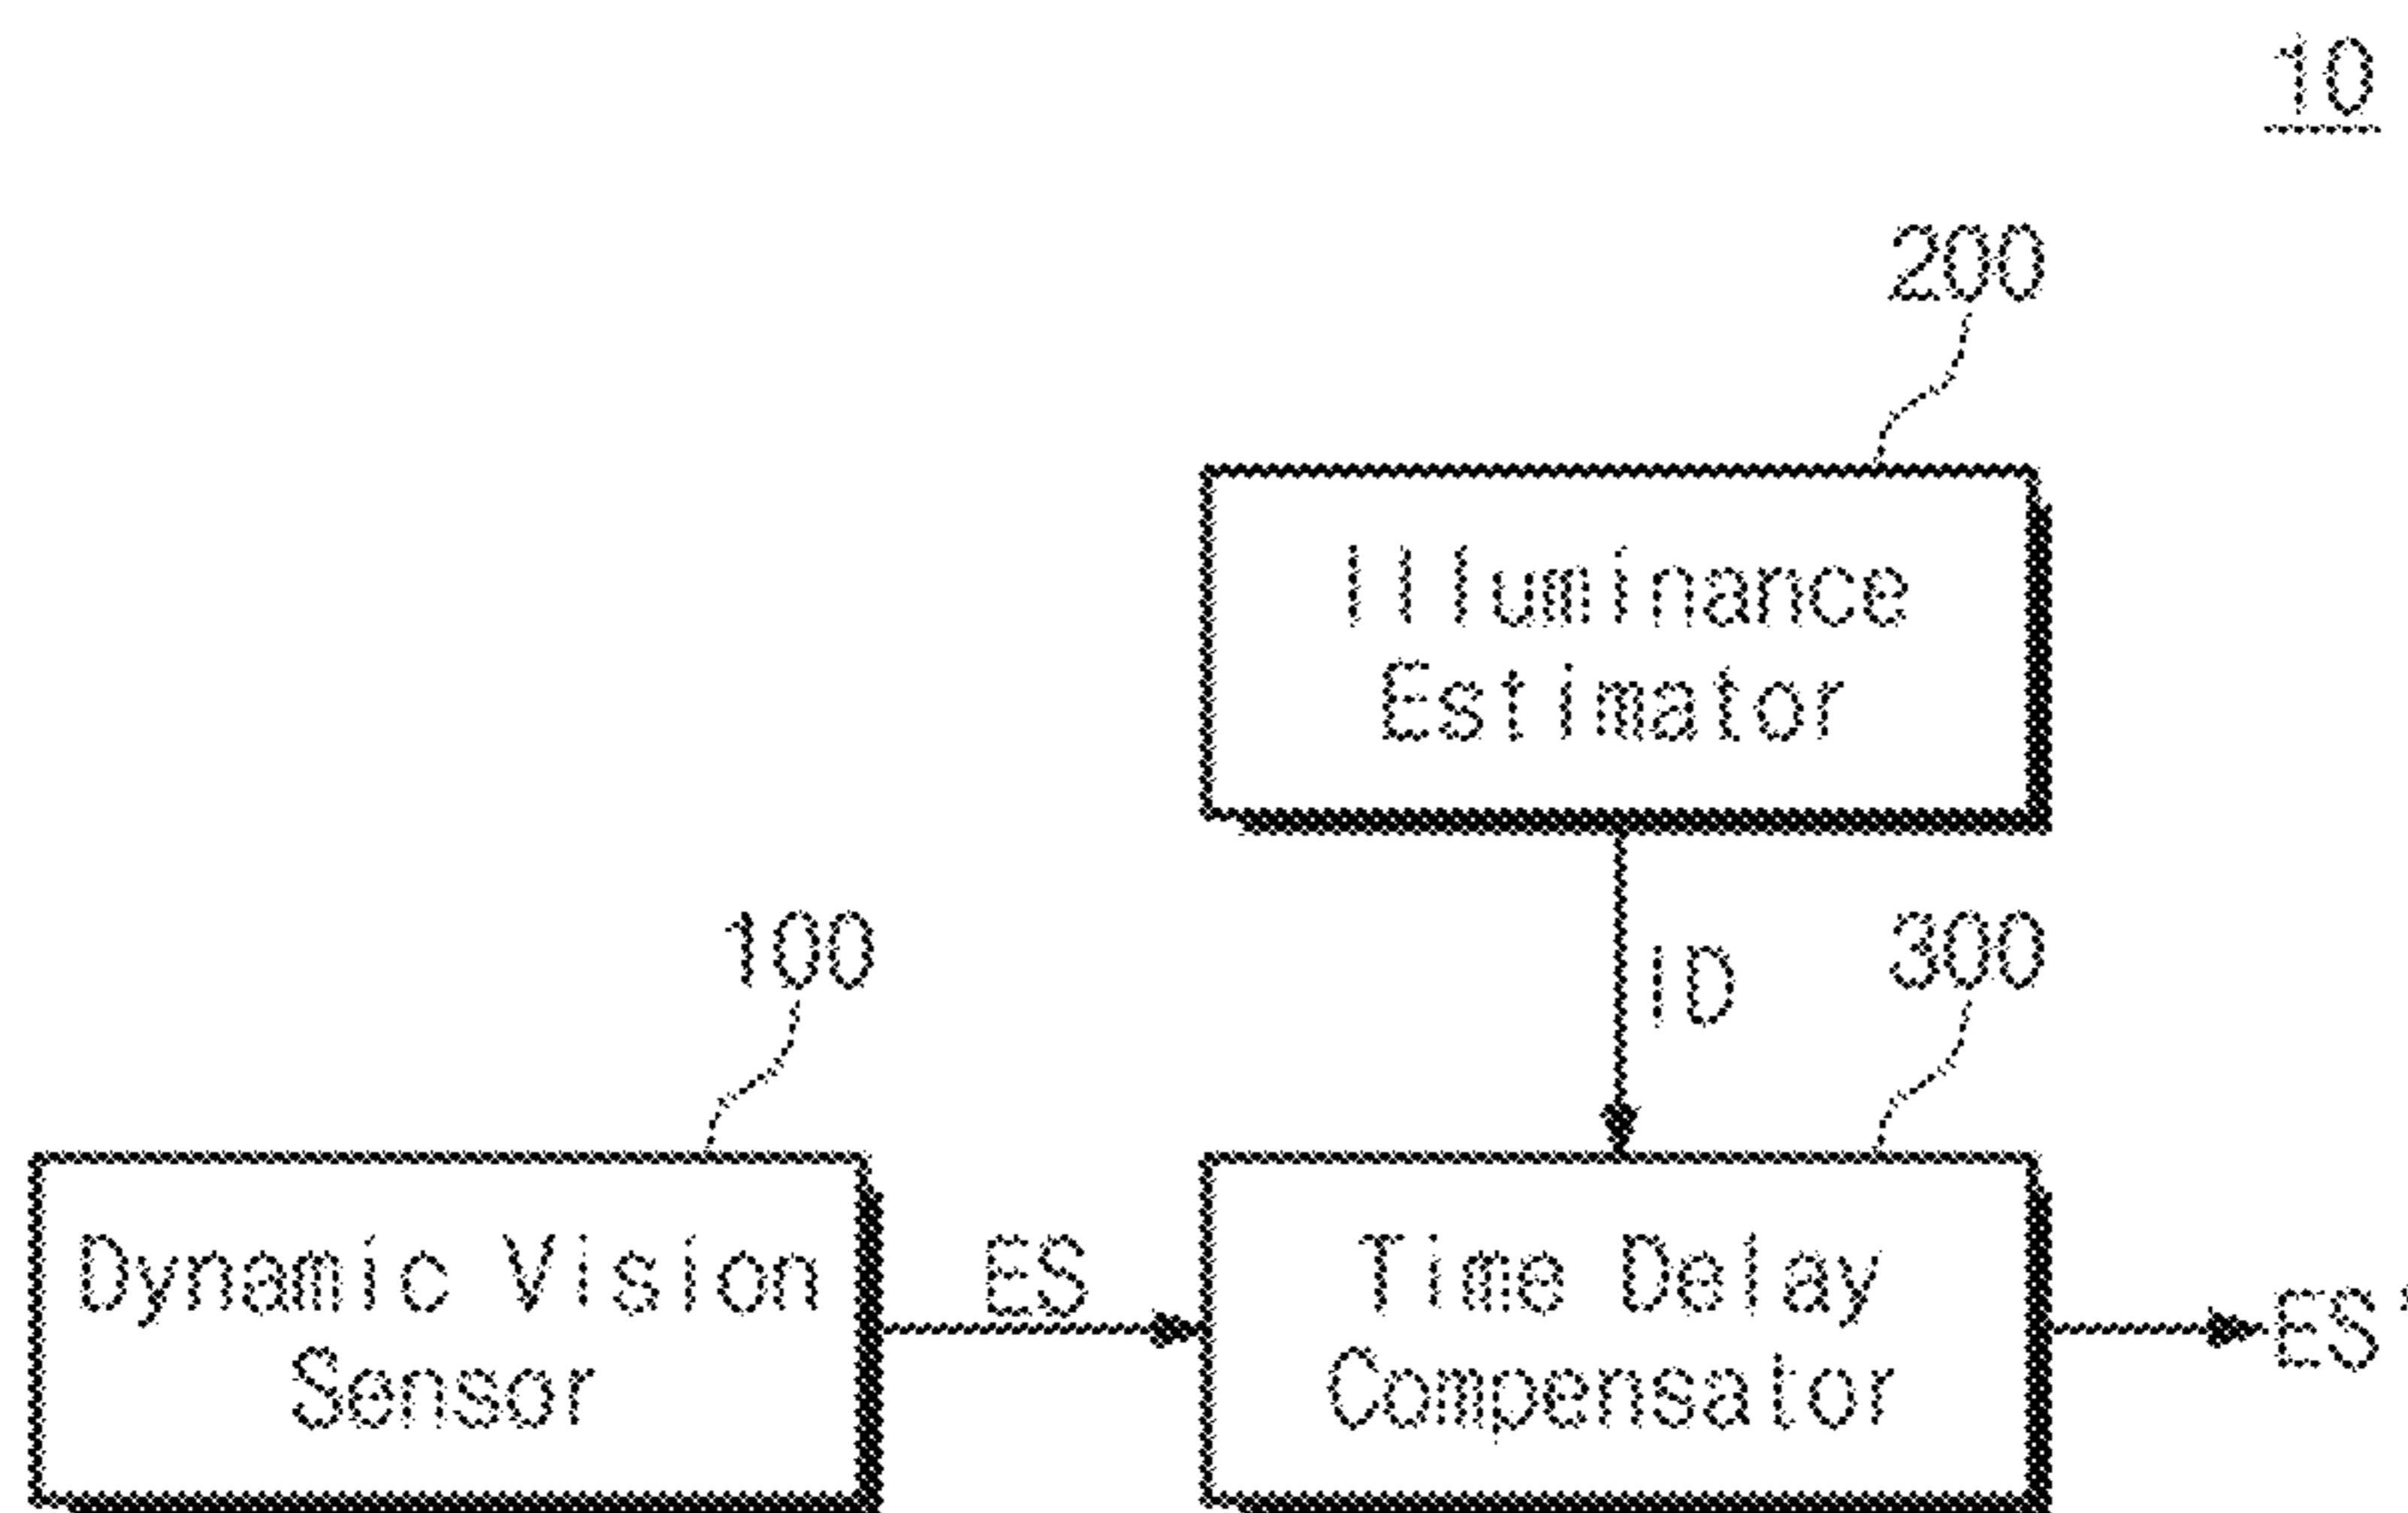 10
200
Illuminance
Estimator
100
ID
300
Dynamic Vision
Sensor
ES
Time Delay
Compensator
ES'